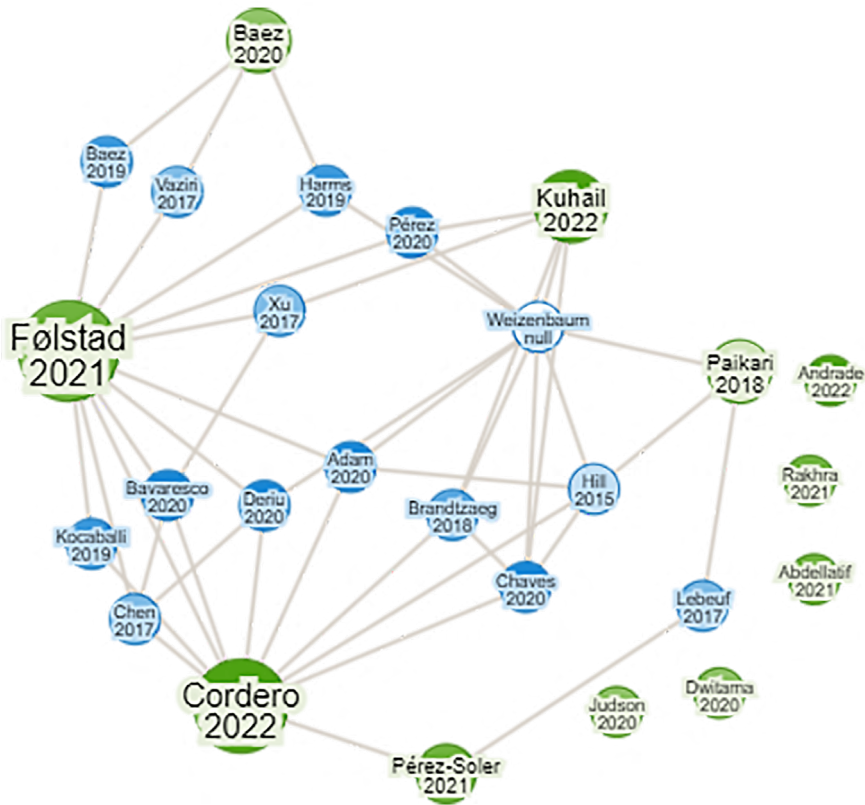 Baez
2020
Baez
2019
Vaziri
2017
Harms
2019
Pérez
2020
Kuhail
2022
Xu
2017
Weizenbaum
null
Følstad
2021
Paikari
2018
Andrade
2022
Adam
2020
Bavaresco
2020
Deriu
2020
Brandtzaeg
2018
Hill
2015
Rakhra
2021
Kocaballi
2019
Chaves
2020
Abdellatif
2021
Chen
2017
Lebeuf
2017
Cordero
2022
Judson
2020
Dwitama
2020
Pérez-Soler
2021